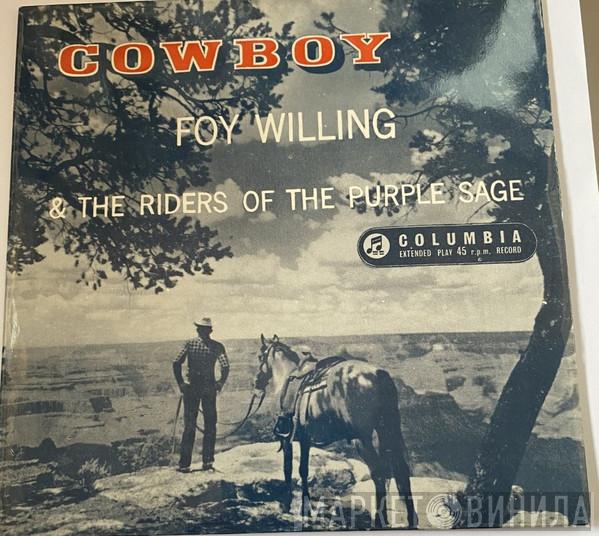 COWBOY
FOY WILLING
& THE RIDERS OF THE PURPLE SAGE
COLUMBIA
EXTENDED PLAY 45 r.p.m. RECORD
МАРКЕТ ВИНИЛА